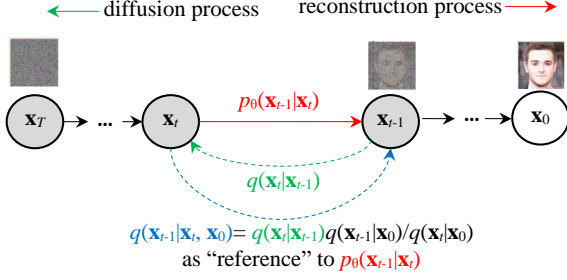 diffusion process reconstruction process
x_T ... x_t p_θ(x_{t-1}|x_t) x_{t-1} ... x_0
q(x_t|x_{t-1})
q(x_{t-1}|x_t, x_0)= q(x_t|x_{t-1})q(x_{t-1}|x_0)/q(x_t|x_0)
as “reference” to p_θ(x_{t-1}|x_t)